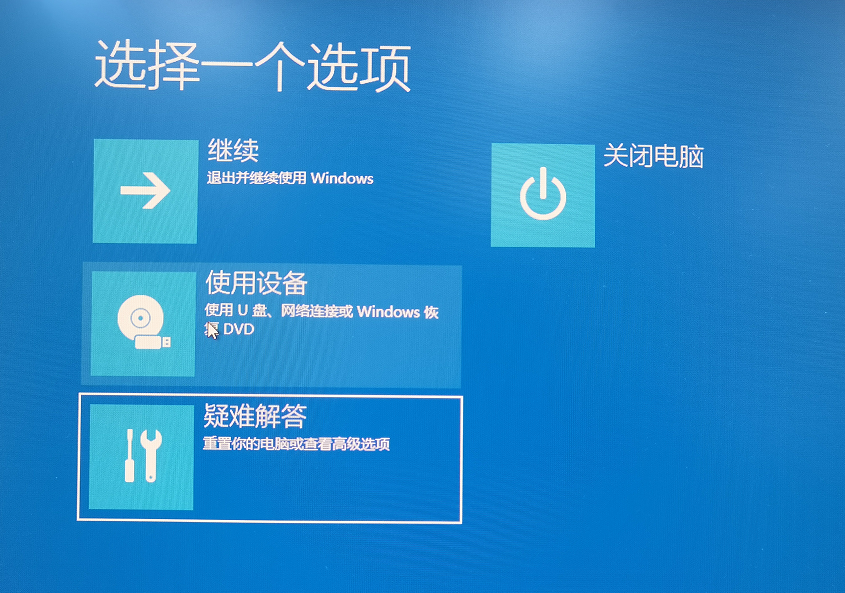 选择一个选项
继续
退出并继续使用 Windows
关闭电脑
使用设备
使用 U 盘、网络连接或 Windows 恢
复 DVD
疑难解答
重置你的电脑或查看高级选项